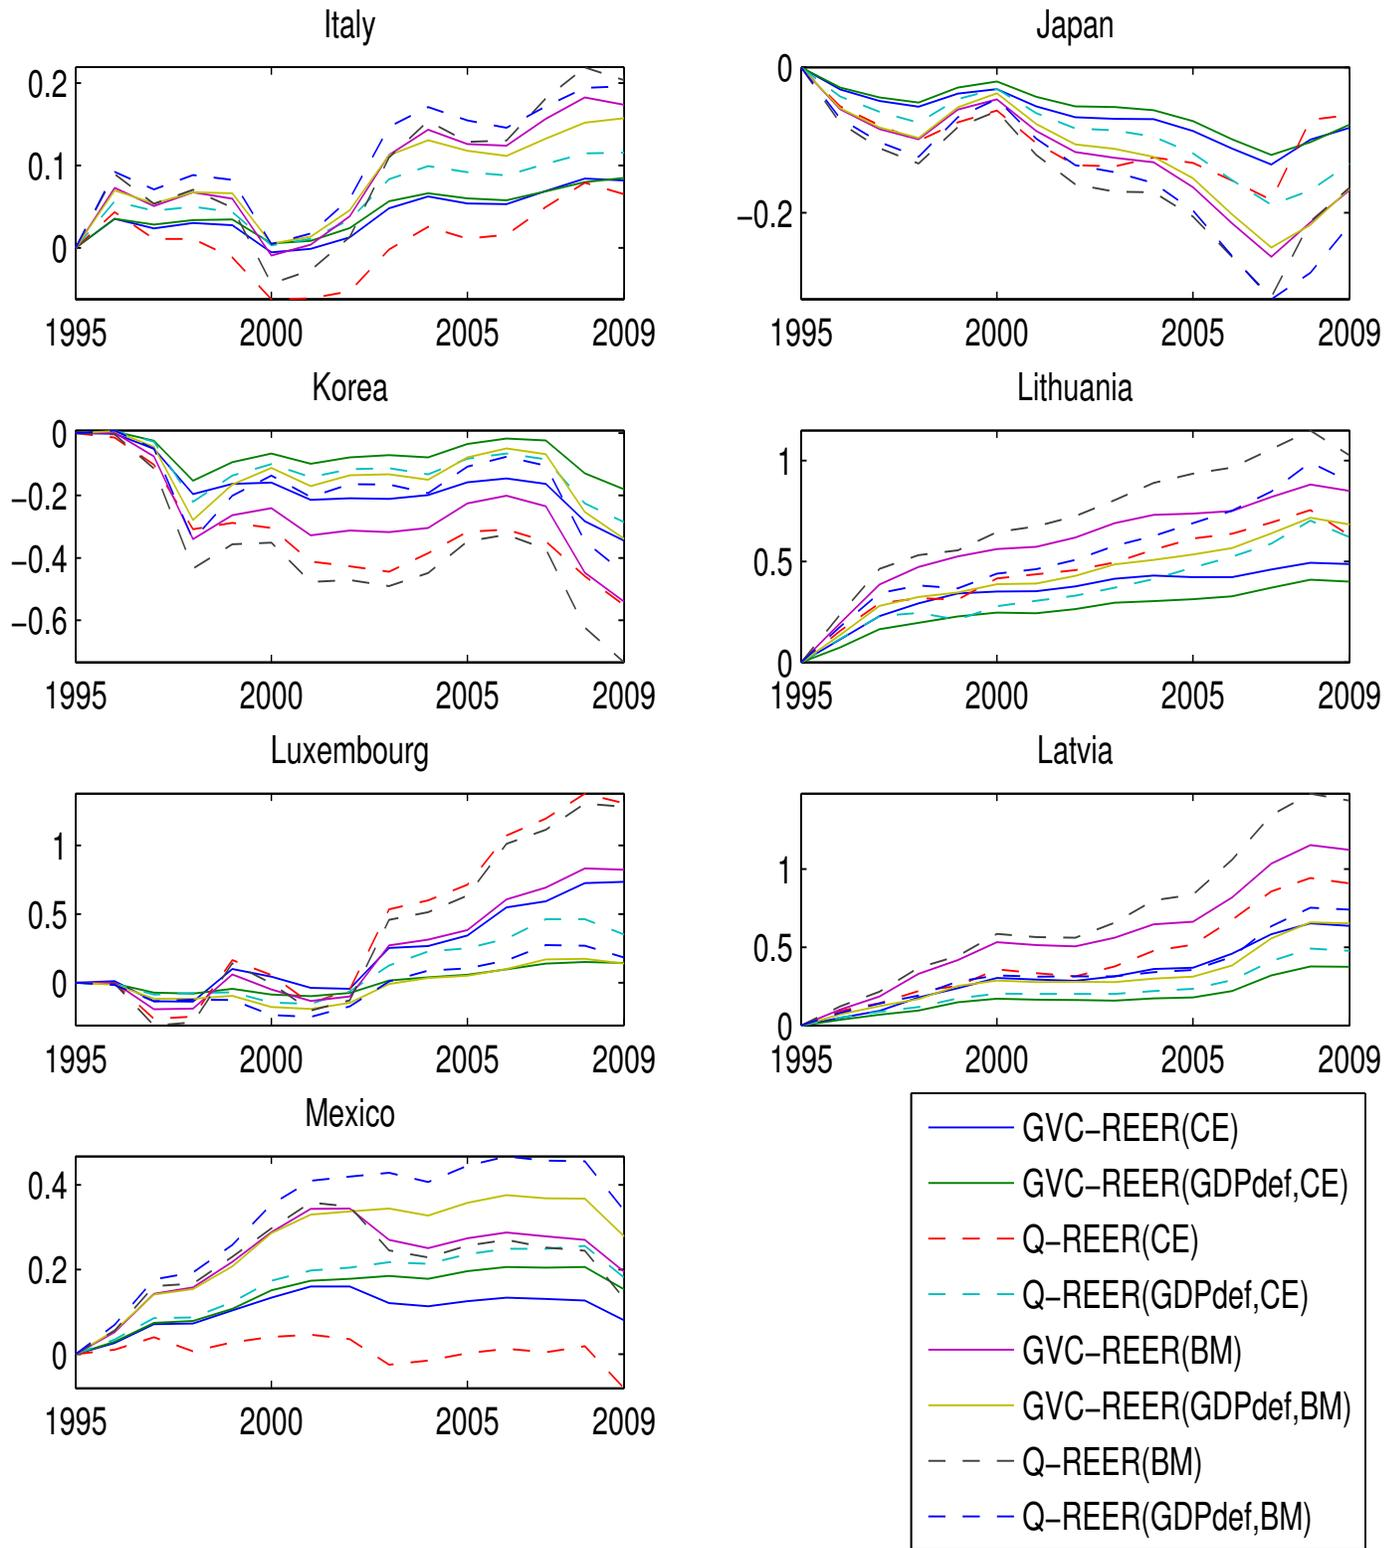 Italy
0.2
0.1
0
1995 2000 2005 2009
Japan
0
−0.2
1995 2000 2005 2009
Korea
0
−0.2
−0.4
−0.6
1995 2000 2005 2009
Lithuania
1
0.5
0
1995 2000 2005 2009
Luxembourg
1
0.5
0
1995 2000 2005 2009
Latvia
1
0.5
0
1995 2000 2005 2009
Mexico
0.4
0.2
0
1995 2000 2005 2009
GVC−REER(CE)
GVC−REER(GDPdef,CE)
Q−REER(CE)
Q−REER(GDPdef,CE)
GVC−REER(BM)
GVC−REER(GDPdef,BM)
Q−REER(BM)
Q−REER(GDPdef,BM)